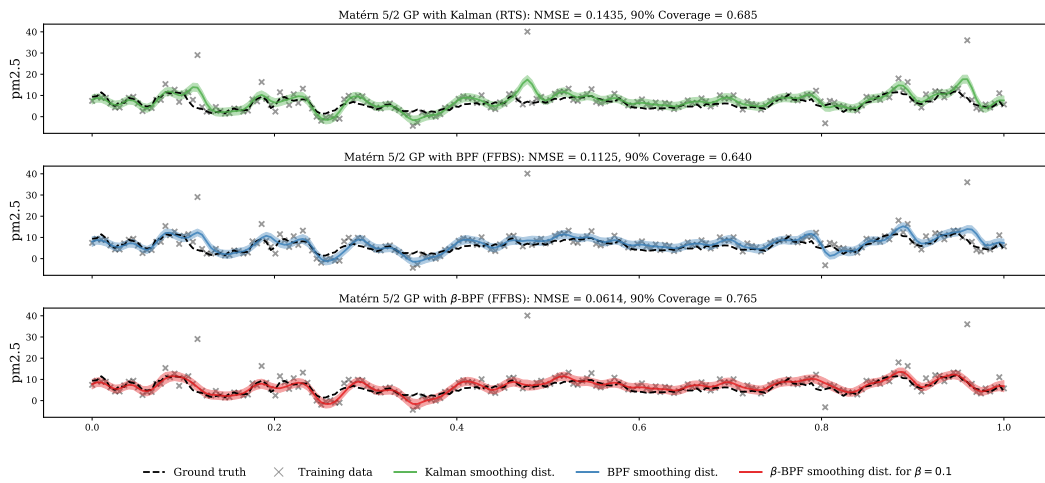 Matérn 5/2 GP with Kalman (RTS): NMSE = 0.1435, 90% Coverage = 0.685
pm2.5
40
30
20
10
0
Matérn 5/2 GP with BPF (FFBS): NMSE = 0.1125, 90% Coverage = 0.640
pm2.5
40
30
20
10
0
Matérn 5/2 GP with β-BPF (FFBS): NMSE = 0.0614, 90% Coverage = 0.765
pm2.5
40
30
20
10
0
0.0 0.2 0.4 0.6 0.8 1.0
Ground truth Training data Kalman smoothing dist. BPF smoothing dist. β-BPF smoothing dist. for β = 0.1